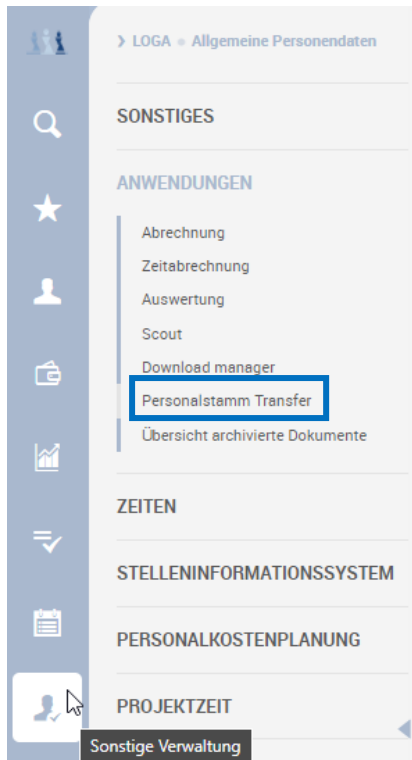 ❯ LOGA • Allgemeine Personendaten
SONSTIGES
ANWENDUNGEN
Abrechnung
Zeitabrechnung
Auswertung
Scout
Download manager
Personalstamm Transfer
Übersicht archivierte Dokumente
ZEITEN
STELLENINFORMATIONSSYSTEM
PERSONALKOSTENPLANUNG
PROJEKTZEIT
Sonstige Verwaltung